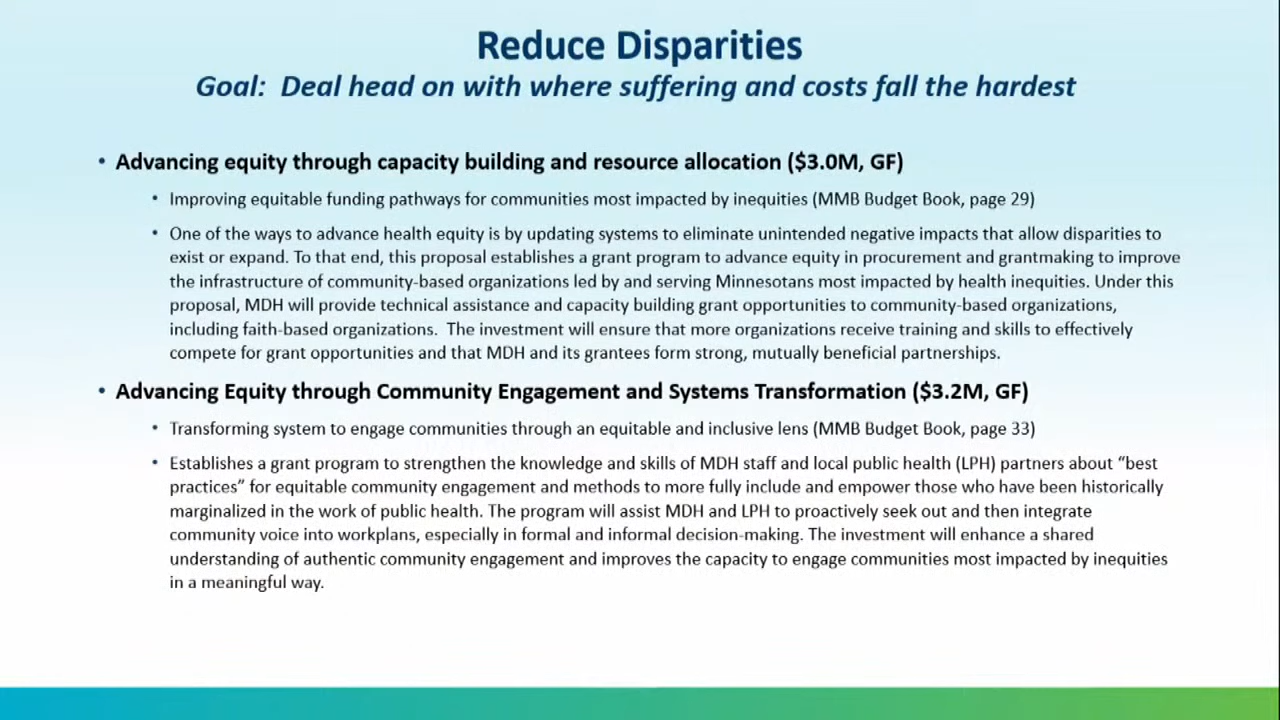 Reduce Disparities
Goal:  Deal head on with where suffering and costs fall the hardest
• Advancing equity through capacity building and resource allocation ($3.0M, GF)
• Improving equitable funding pathways for communities most impacted by inequities (MMB Budget Book, page 29)
• One of the ways to advance health equity is by updating systems to eliminate unintended negative impacts that allow disparities to
exist or expand. To that end, this proposal establishes a grant program to advance equity in procurement and grantmaking to improve
the infrastructure of community-based organizations led by and serving Minnesotans most impacted by health inequities. Under this
proposal, MDH will provide technical assistance and capacity building grant opportunities to community-based organizations,
including faith-based organizations.  The investment will ensure that more organizations receive training and skills to effectively
compete for grant opportunities and that MDH and its grantees form strong, mutually beneficial partnerships.
• Advancing Equity through Community Engagement and Systems Transformation ($3.2M, GF)
• Transforming system to engage communities through an equitable and inclusive lens (MMB Budget Book, page 33)
• Establishes a grant program to strengthen the knowledge and skills of MDH staff and local public health (LPH) partners about “best
practices” for equitable community engagement and methods to more fully include and empower those who have been historically
marginalized in the work of public health. The program will assist MDH and LPH to proactively seek out and then integrate
community voice into workplans, especially in formal and informal decision-making. The investment will enhance a shared
understanding of authentic community engagement and improves the capacity to engage communities most impacted by inequities
in a meaningful way.